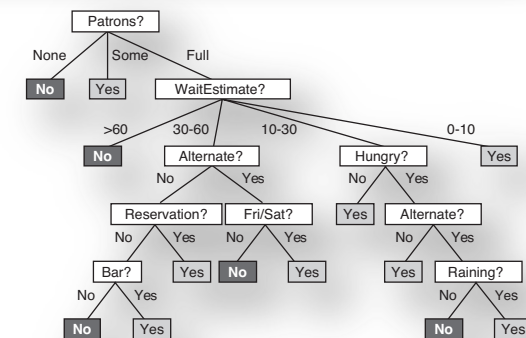 Patrons?
None Some Full
No Yes WaitEstimate?
>60 30-60 10-30 0-10
No Alternate? Hungry? Yes
No Yes No Yes
Reservation? Fri/Sat? Yes Alternate?
No Yes No Yes No Yes
Bar? Yes No Yes Yes Raining?
No Yes No Yes
No Yes No Yes